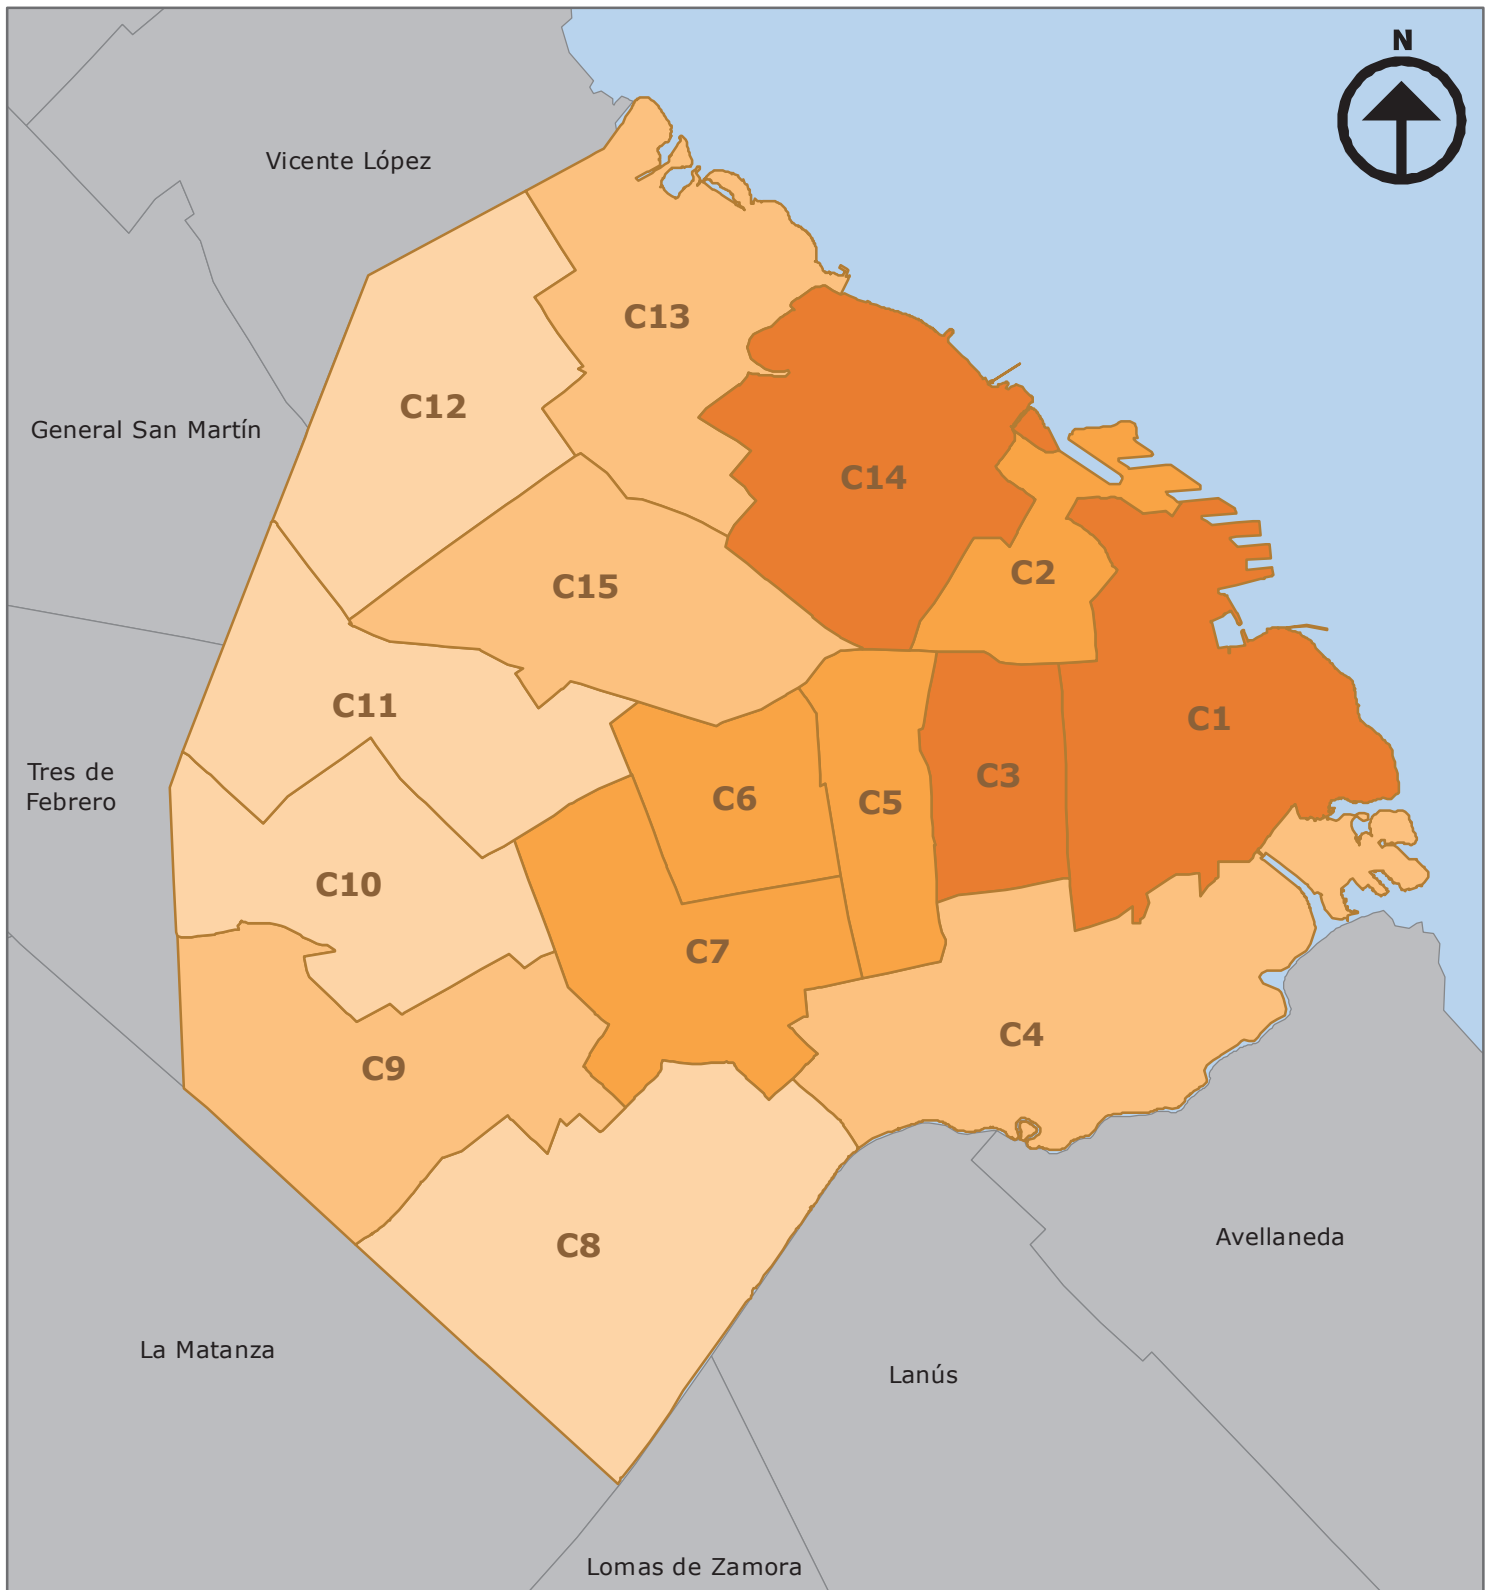 N
Vicente López
C13
C12
General San Martín
C14
C2
C15
C11
C1
Tres de
Febrero
C3
C6
C5
C10
C7
C4
C9
Avellaneda
C8
La Matanza
Lanús
Lomas de Zamora